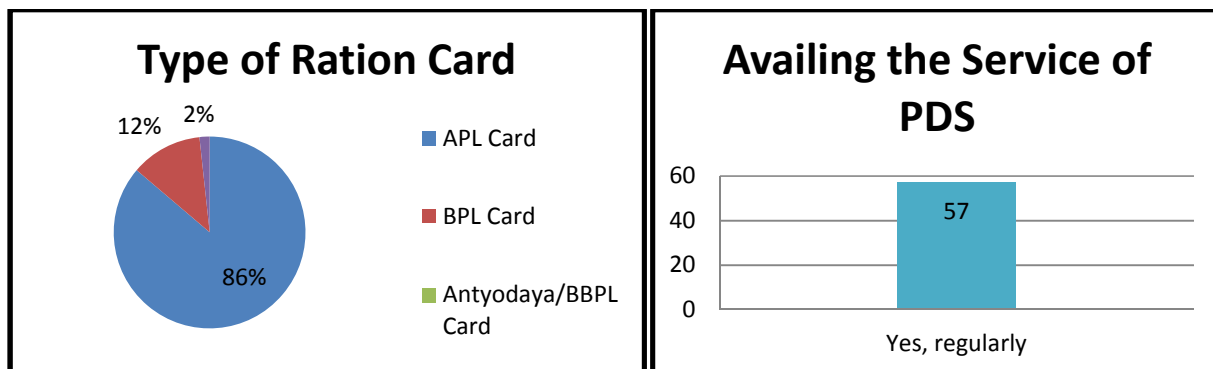 Type of Ration Card
2%
12%
86%
APL Card
BPL Card
Antyodaya/BBPL
Card
Availing the Service of
PDS
60
40
20
0
57
Yes, regularly